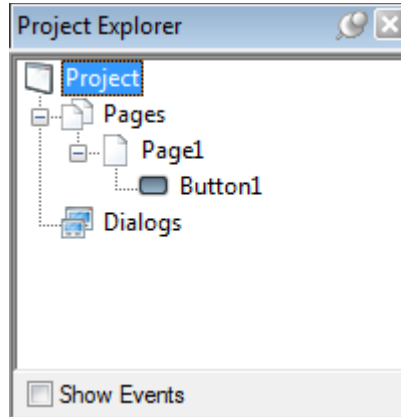 Project Explorer
Project
Pages
Page1
Button1
Dialogs
Show Events